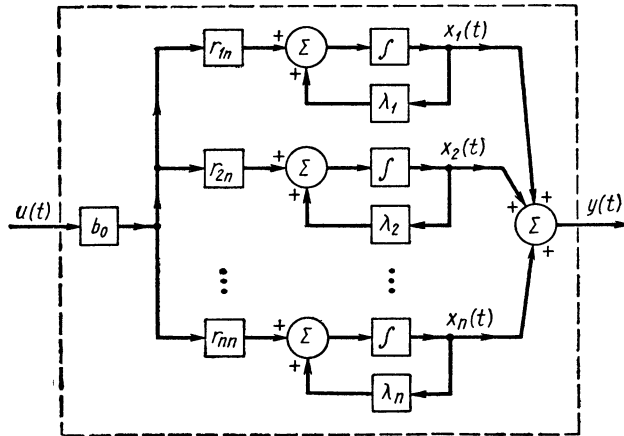 r₁ₙ + Σ + ∫ x₁(t)
λ₁
r₂ₙ + Σ + ∫ x₂(t)
λ₂
u(t) b₀ + + Σ + y(t)
... ...
rₙₙ + Σ + ∫ xₙ(t)
λₙ